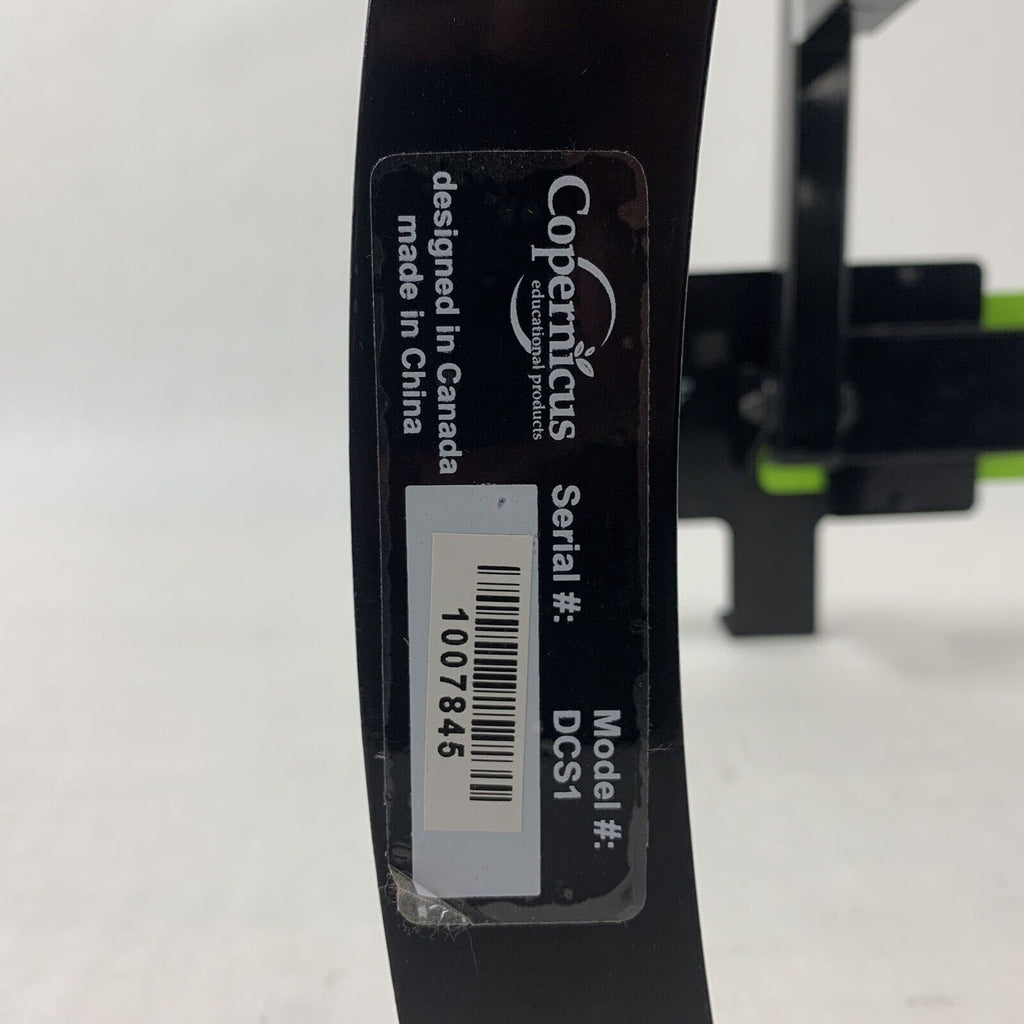 Copernicus
educational products
designed in Canada
made in China
Serial #:
1007845
Model #:
DCS1